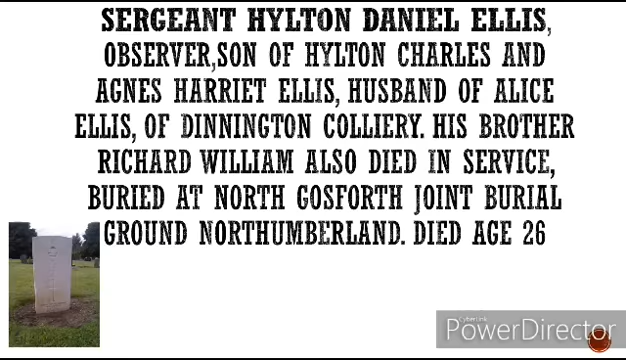 SERGEANT HYLTON DANIEL ELLIS,
OBSERVER,SON OF HYLTON CHARLES AND
AGNES HARRIET ELLIS, HUSBAND OF ALICE
ELLIS, OF DINNINGTON COLLIERY. HIS BROTHER
RICHARD WILLIAM ALSO DIED IN SERVICE,
BURIED AT NORTH GOSFORTH JOINT BURIAL
GROUND NORTHUMBERLAND. DIED AGE 26
CyberLink
PowerDirector